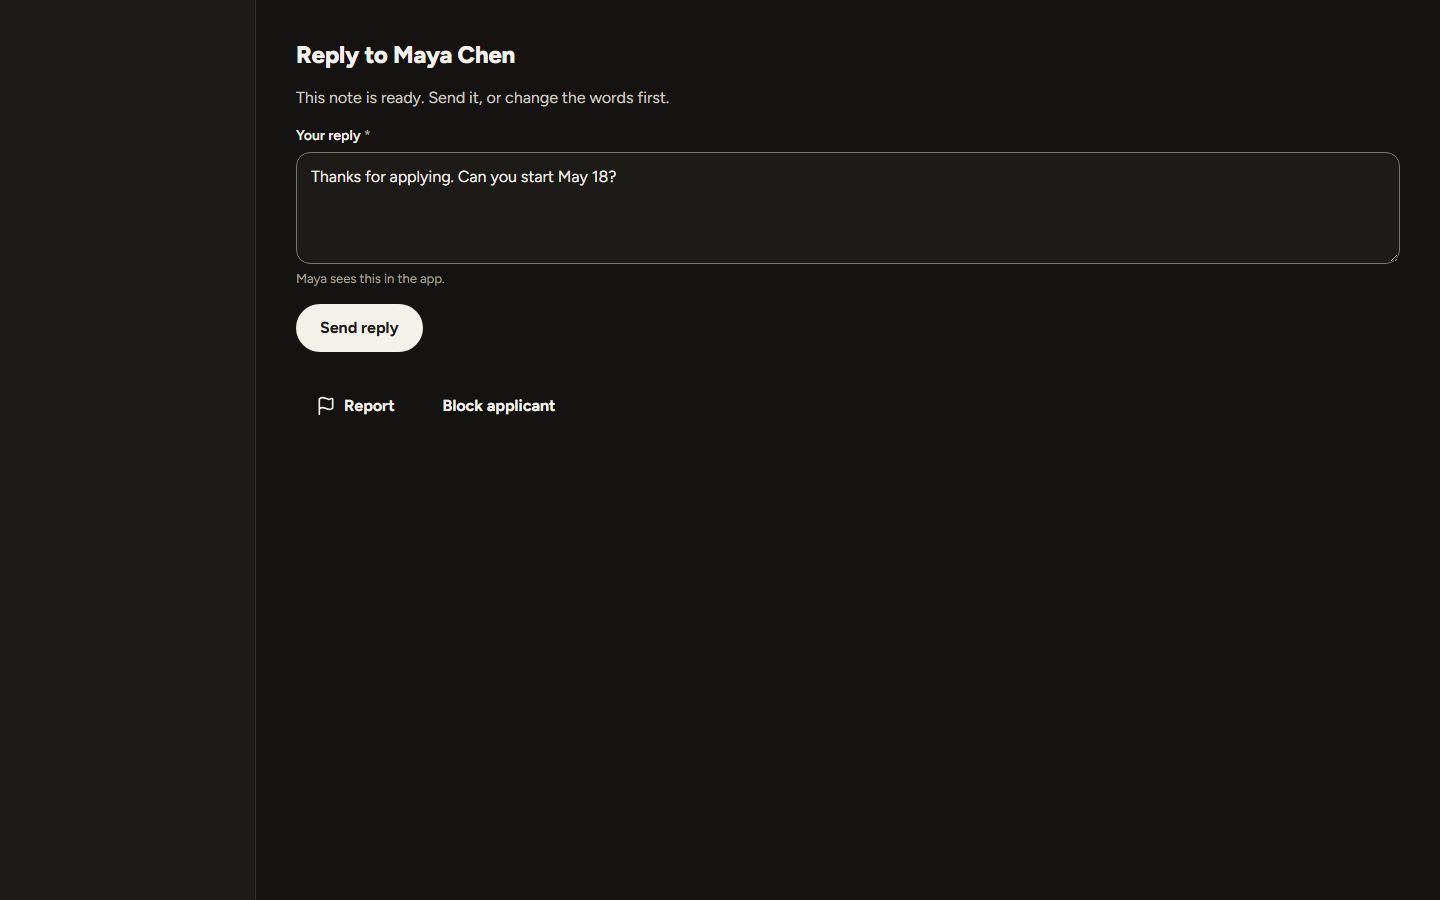 Reply to Maya Chen
This note is ready. Send it, or change the words first.
Your reply *
Thanks for applying. Can you start May 18?
Maya sees this in the app.
Send reply
Report
Block applicant